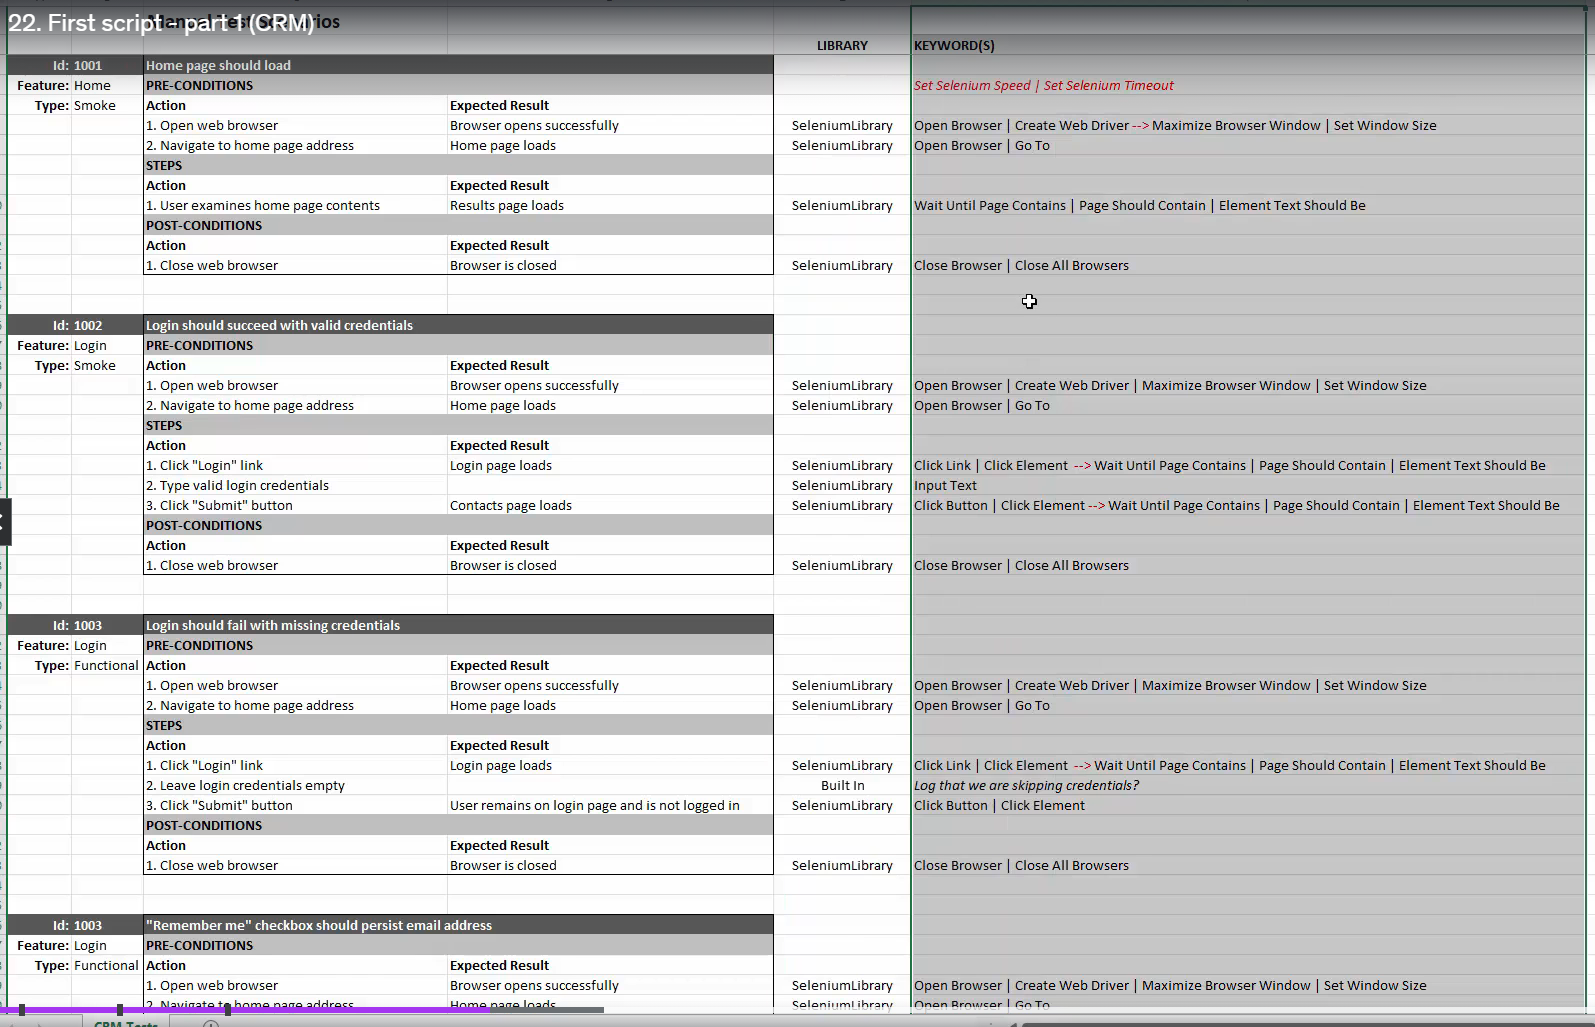 22. First script - part 1 (CRM)
Manual Test Scenarios
LIBRARY KEYWORD(S)
Id: 1001 Home page should load
Feature: Home PRE-CONDITIONS Set Selenium Speed | Set Selenium Timeout
Type: Smoke Action Expected Result
1. Open web browser Browser opens successfully SeleniumLibrary Open Browser | Create Web Driver --> Maximize Browser Window | Set Window Size
2. Navigate to home page address Home page loads SeleniumLibrary Open Browser | Go To
STEPS
Action Expected Result
1. User examines home page contents Results page loads SeleniumLibrary Wait Until Page Contains | Page Should Contain | Element Text Should Be
POST-CONDITIONS
Action Expected Result
1. Close web browser Browser is closed SeleniumLibrary Close Browser | Close All Browsers
Id: 1002 Login should succeed with valid credentials
Feature: Login PRE-CONDITIONS
Type: Smoke Action Expected Result
1. Open web browser Browser opens successfully SeleniumLibrary Open Browser | Create Web Driver | Maximize Browser Window | Set Window Size
2. Navigate to home page address Home page loads SeleniumLibrary Open Browser | Go To
STEPS
Action Expected Result
1. Click "Login" link Login page loads SeleniumLibrary Click Link | Click Element --> Wait Until Page Contains | Page Should Contain | Element Text Should Be
2. Type valid login credentials SeleniumLibrary Input Text
3. Click "Submit" button Contacts page loads SeleniumLibrary Click Button | Click Element --> Wait Until Page Contains | Page Should Contain | Element Text Should Be
POST-CONDITIONS
Action Expected Result
1. Close web browser Browser is closed SeleniumLibrary Close Browser | Close All Browsers
Id: 1003 Login should fail with missing credentials
Feature: Login PRE-CONDITIONS
Type: Functional Action Expected Result
1. Open web browser Browser opens successfully SeleniumLibrary Open Browser | Create Web Driver | Maximize Browser Window | Set Window Size
2. Navigate to home page address Home page loads SeleniumLibrary Open Browser | Go To
STEPS
Action Expected Result
1. Click "Login" link Login page loads SeleniumLibrary Click Link | Click Element --> Wait Until Page Contains | Page Should Contain | Element Text Should Be
2. Leave login credentials empty Built In Log that we are skipping credentials?
3. Click "Submit" button User remains on login page and is not logged in SeleniumLibrary Click Button | Click Element
POST-CONDITIONS
Action Expected Result
1. Close web browser Browser is closed SeleniumLibrary Close Browser | Close All Browsers
Id: 1003 "Remember me" checkbox should persist email address
Feature: Login PRE-CONDITIONS
Type: Functional Action Expected Result
1. Open web browser Browser opens successfully SeleniumLibrary Open Browser | Create Web Driver | Maximize Browser Window | Set Window Size
2. Navigate to home page address Home page loads SeleniumLibrary Open Browser | Go To
CRM Tests